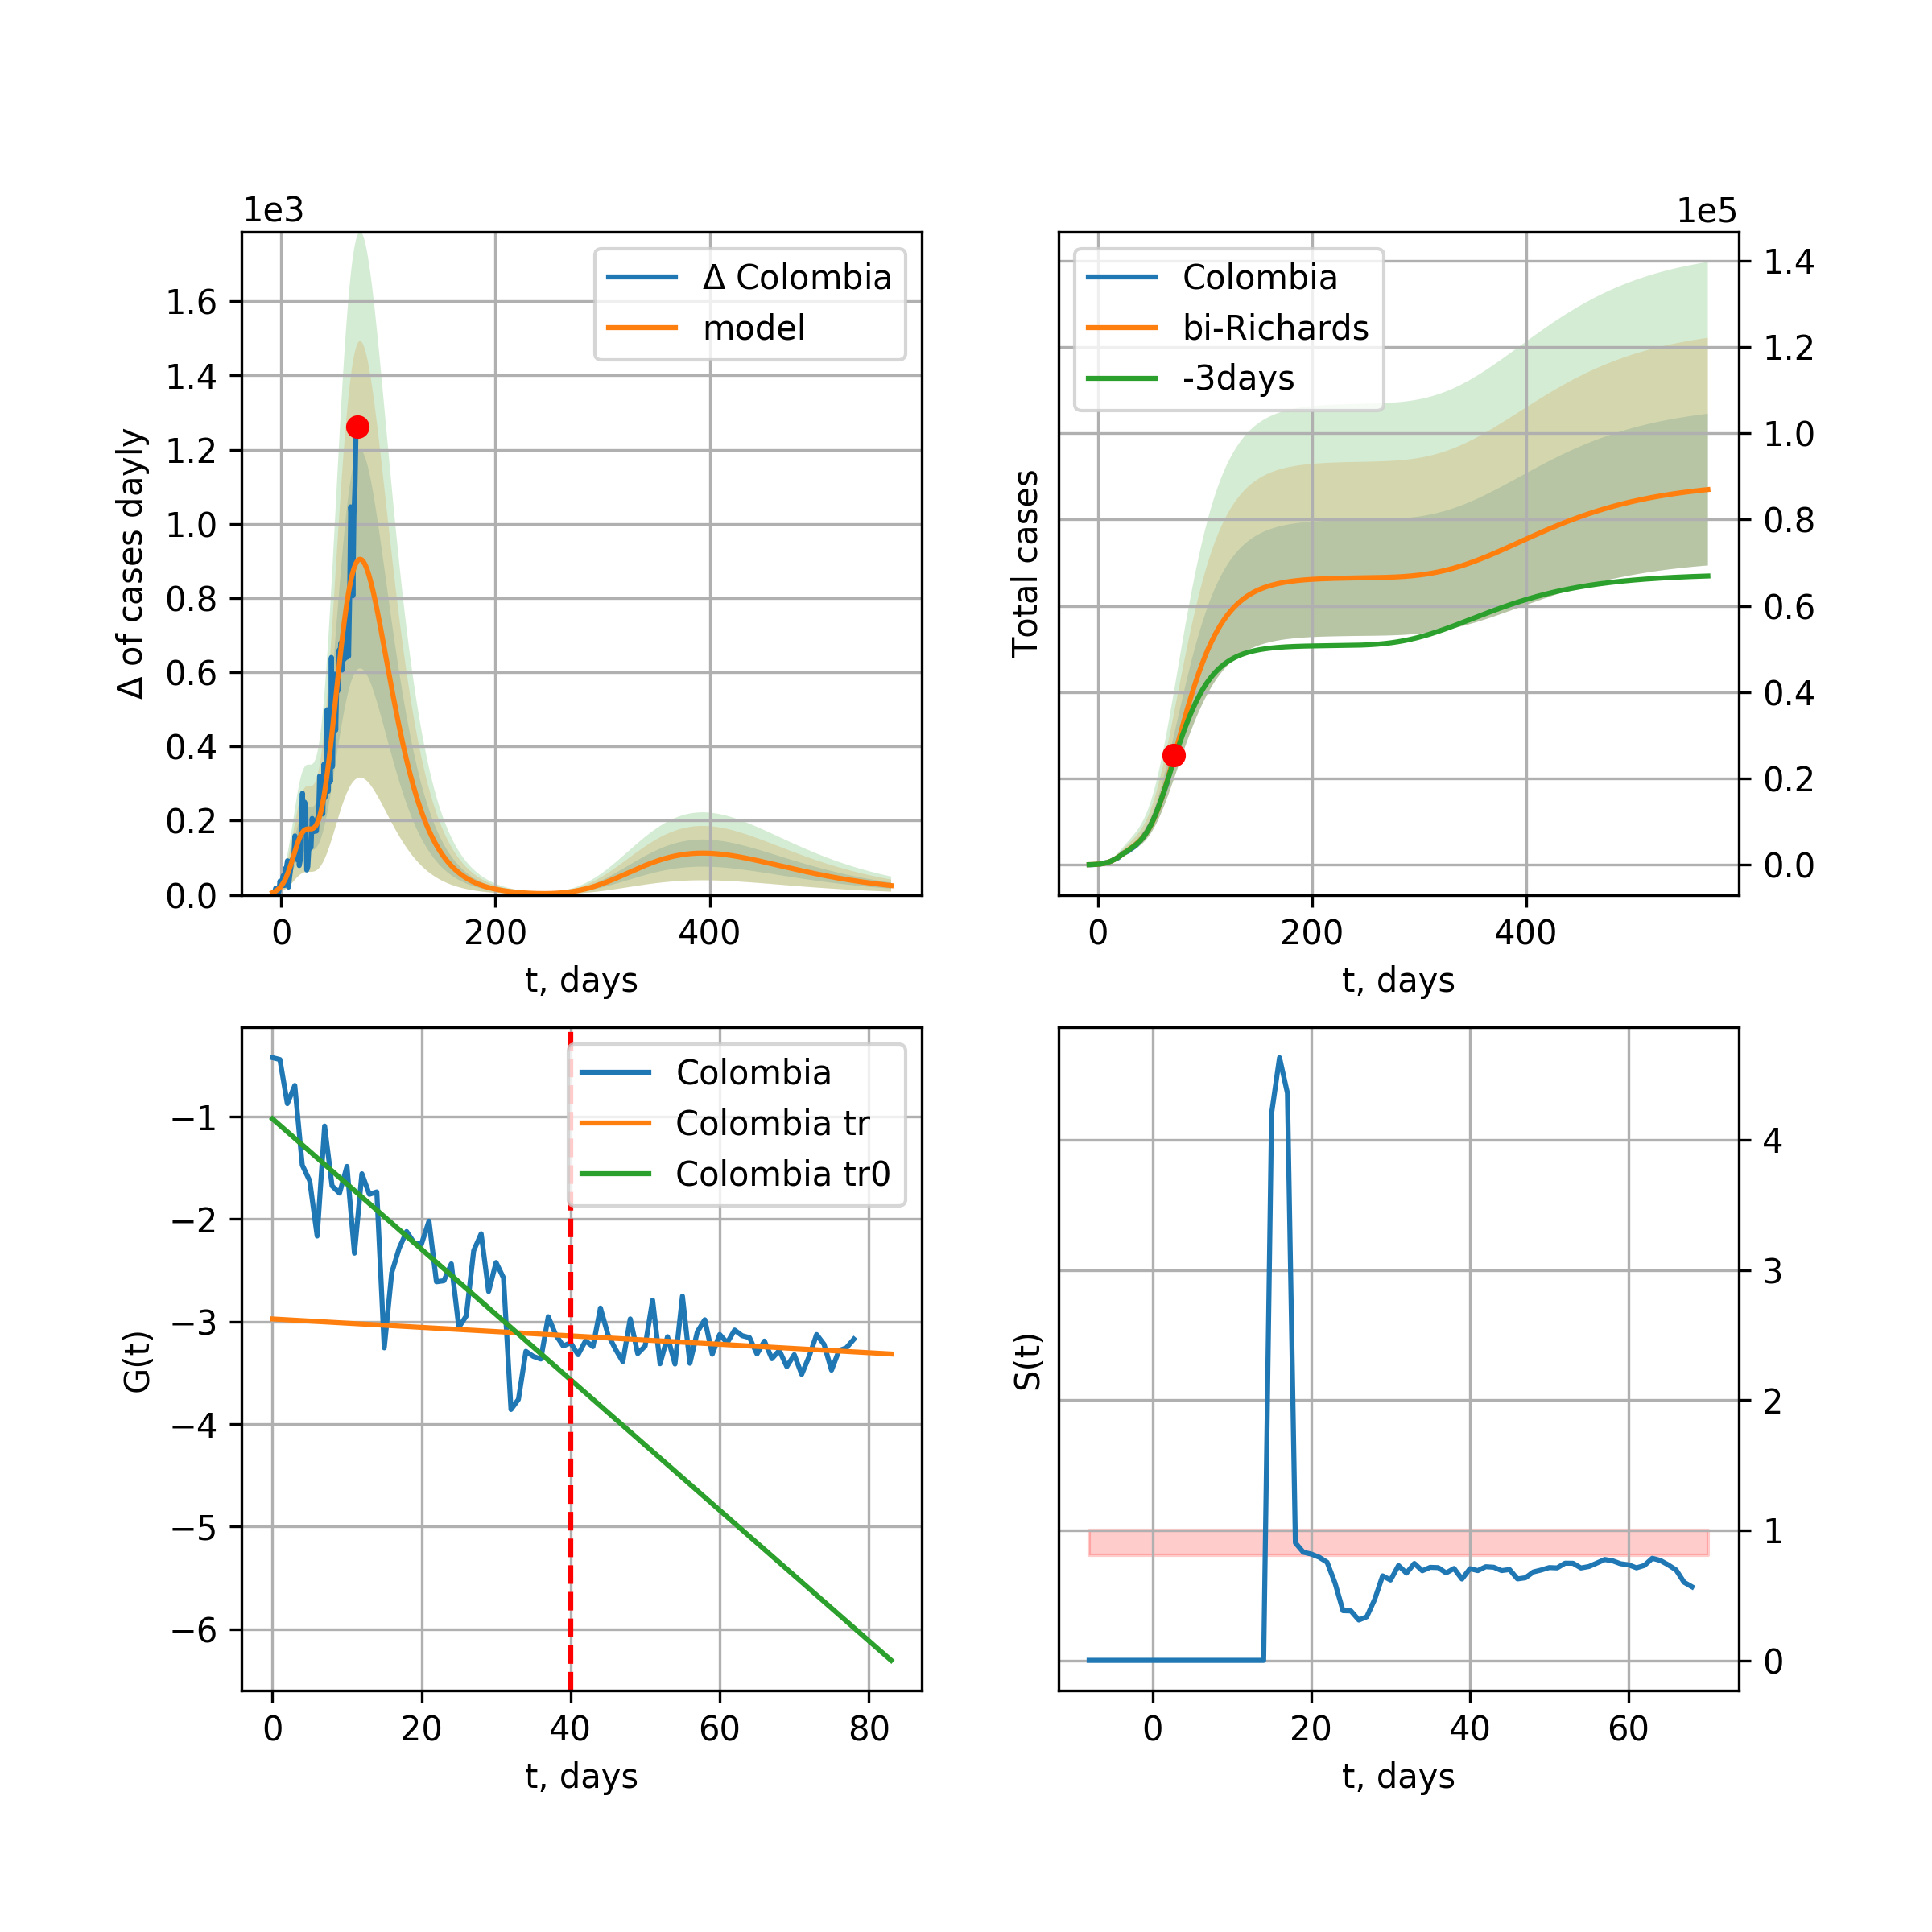 1e3
Δ of cases dayly
1.6
1.4
1.2
1.0
0.8
0.6
0.4
0.2
0.0
Δ Colombia
model
0 200 400
t, days
1e5
Total cases
Colombia
bi-Richards
-3days
1.4
1.2
1.0
0.8
0.6
0.4
0.2
0.0
0 200 400
t, days
G(t)
−1
−2
−3
−4
−5
−6
Colombia
Colombia tr
Colombia tr0
0 20 40 60 80
t, days
S(t)
4
3
2
1
0
0 20 40 60
t, days